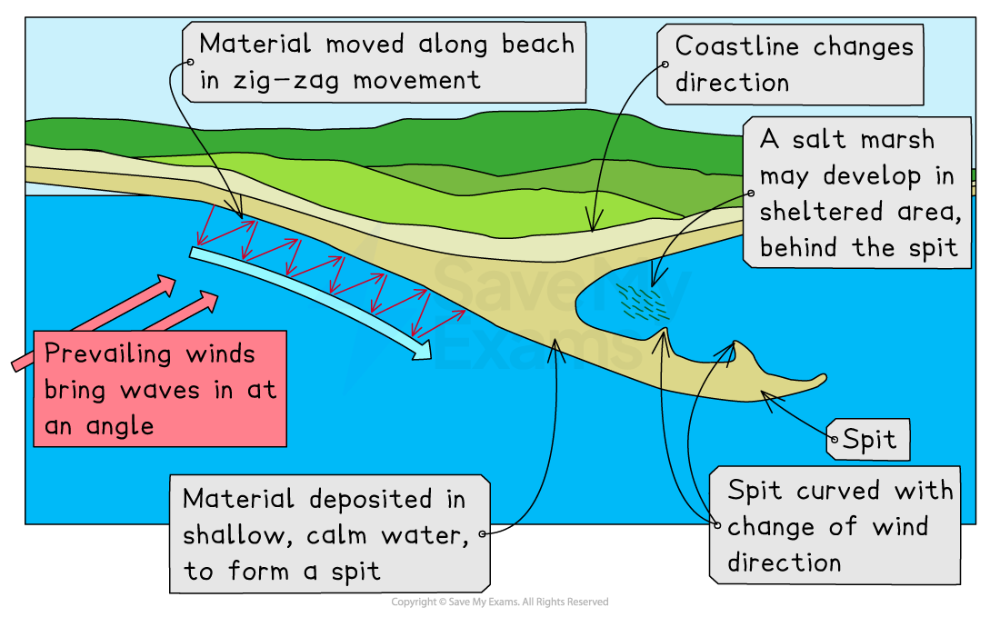 Material moved along beach
in zig-zag movement
Coastline changes
direction
A salt marsh
may develop in
sheltered area,
behind the spit
SaveMy
Exams
Prevailing winds
bring waves in at
an angle
Spit
Material deposited in
shallow, calm water,
to form a spit
Spit curved with
change of wind
direction
Copyright © Save My Exams. All Rights Reserved